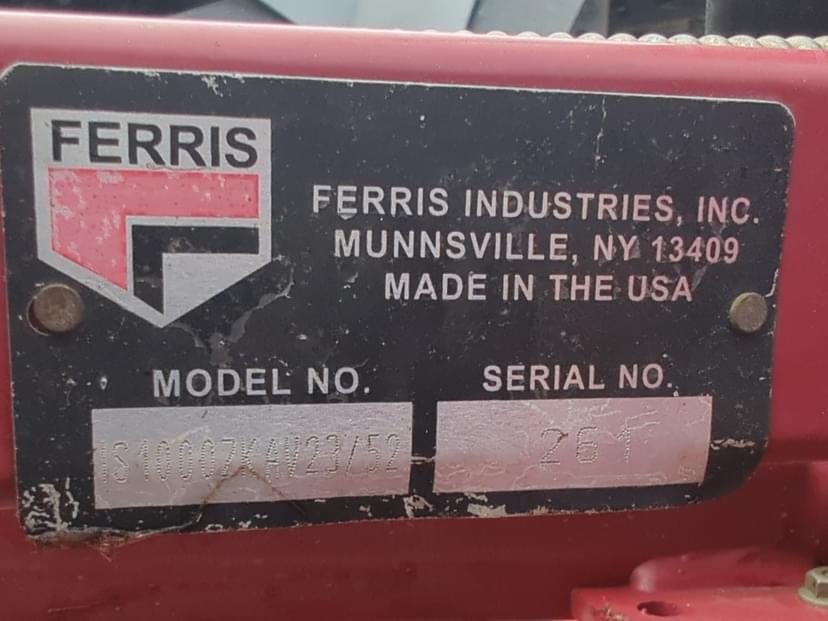 FERRIS
FERRIS INDUSTRIES, INC.
MUNNSVILLE, NY 13409
MADE IN THE USA
MODEL NO.
SERIAL NO.
IS1000ZKAV23/52
261